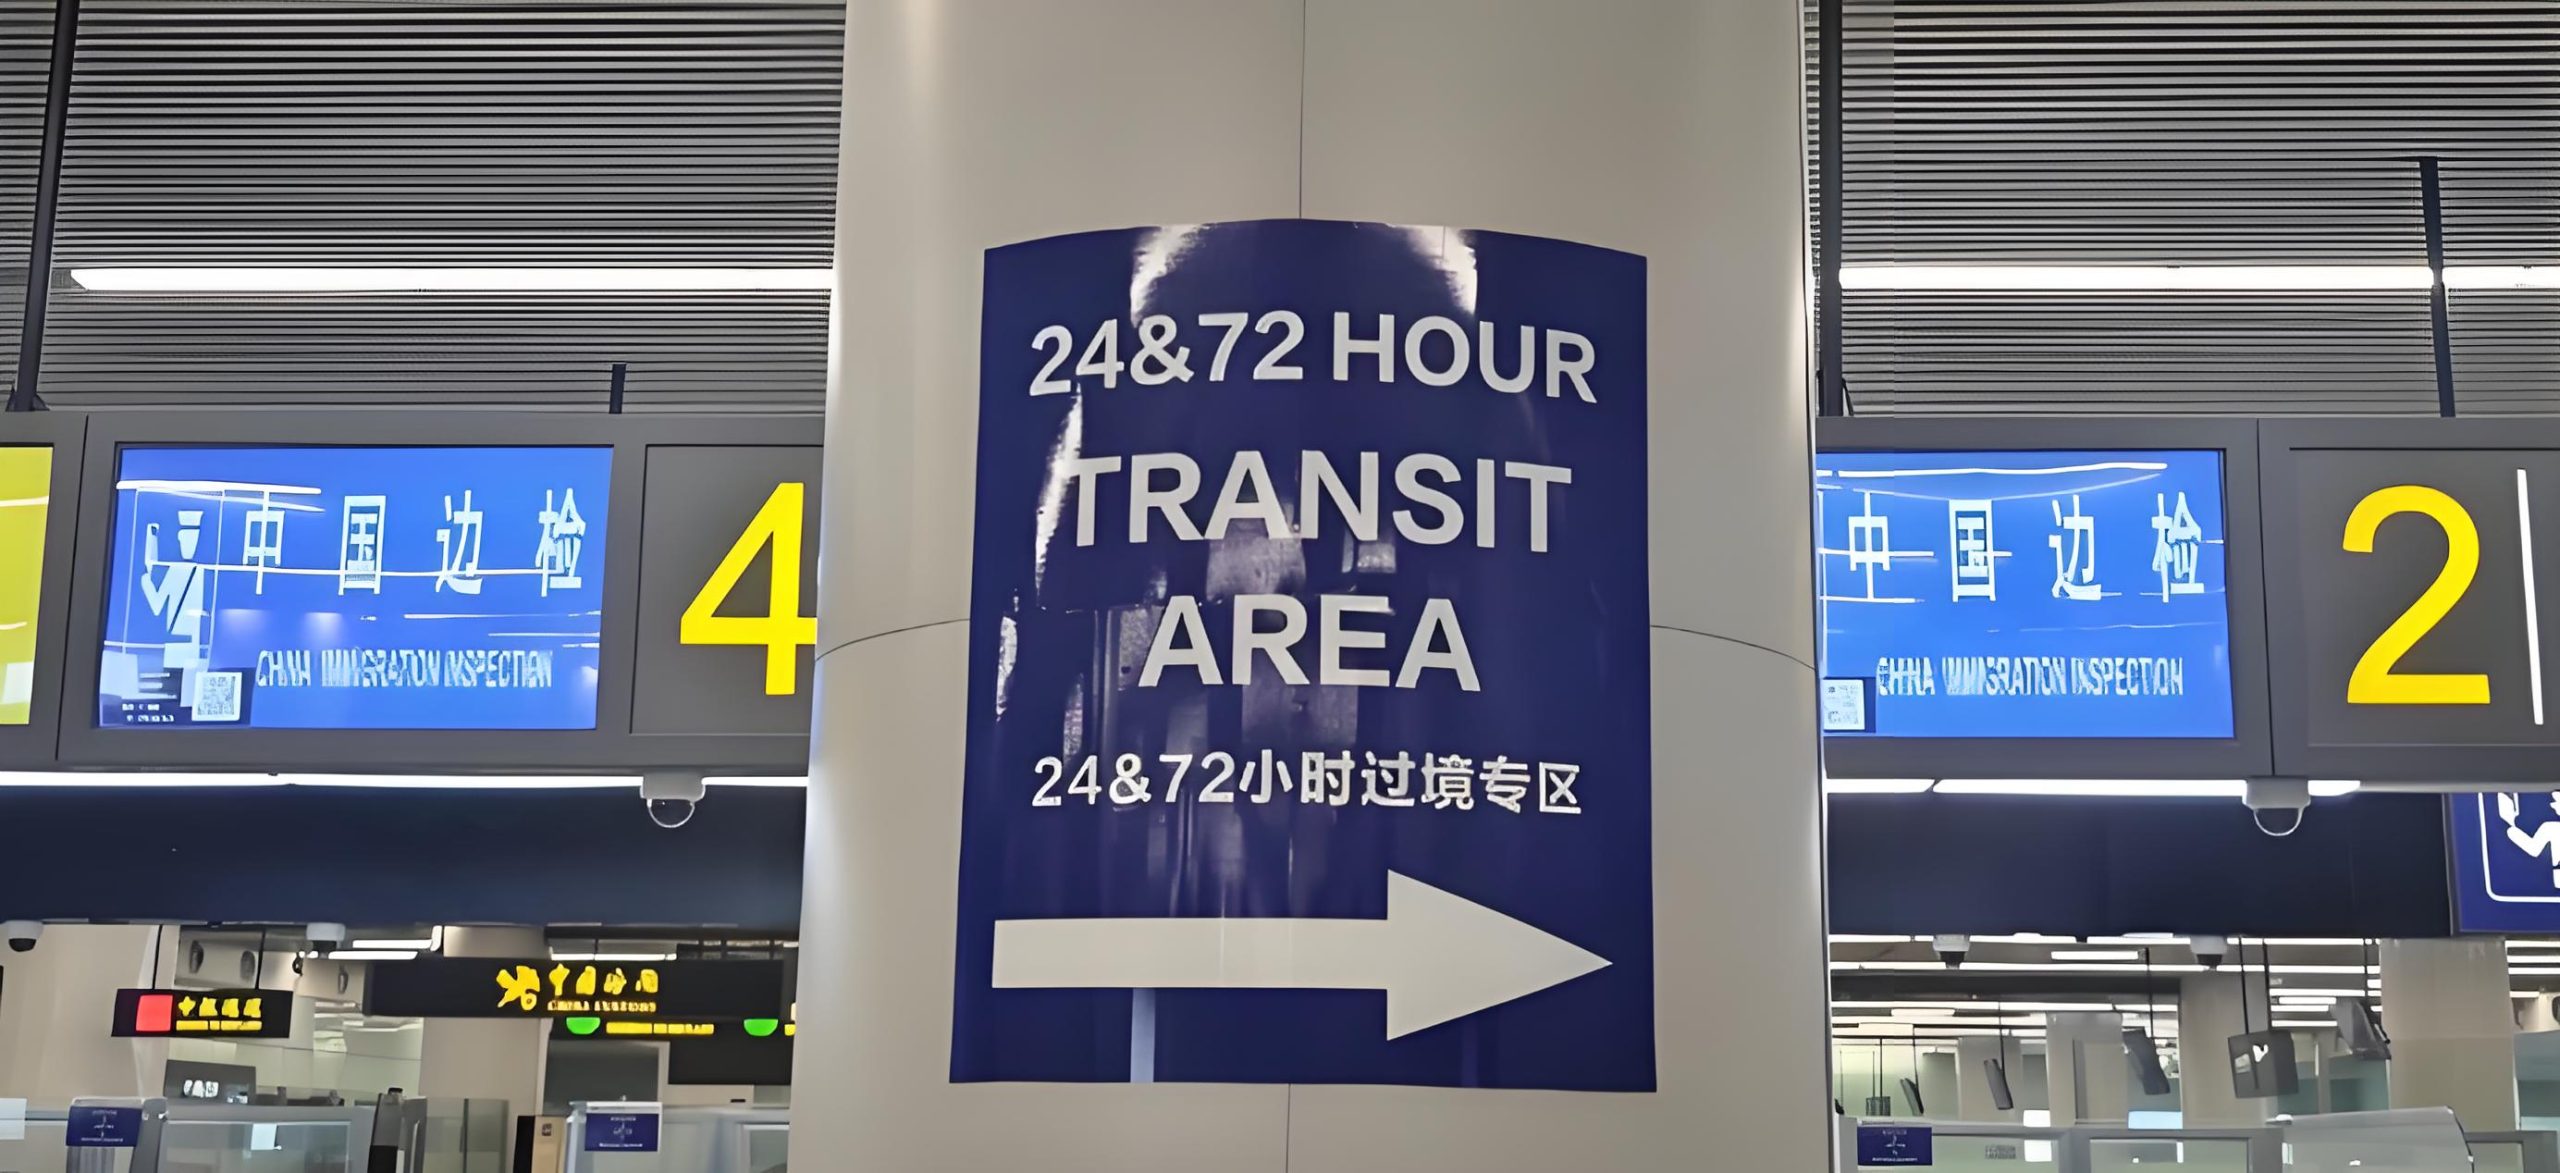 中国边检
CHINA IMMIGRATION INSPECTION
4
24&72 HOUR
TRANSIT
AREA
24&72小时过境专区
中国边检
CHINA IMMIGRATION INSPECTION
2